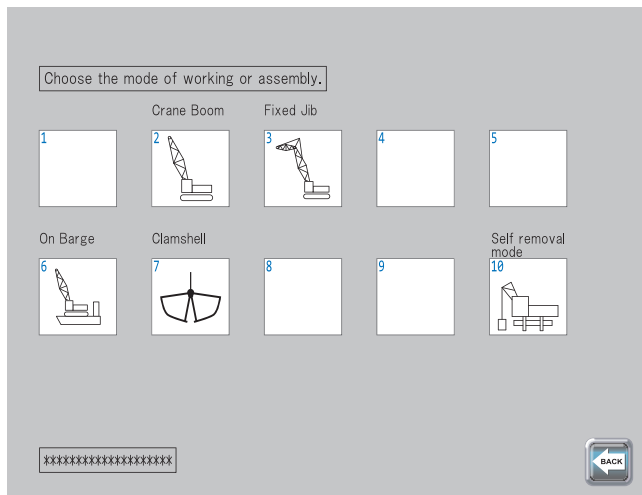 Choose the mode of working or assembly.
Crane Boom
Fixed Jib
1
2
3
4
5
On Barge
Clamshell
Self removal
mode
6
7
8
9
10
********************
BACK